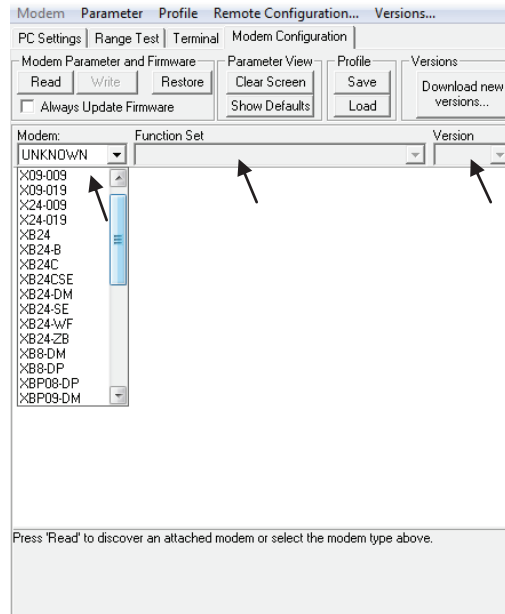 Modem Parameter Profile Remote Configuration... Versions...
PC Settings Range Test Terminal Modem Configuration
Modem Parameter and Firmware Parameter View Profile Versions
Read Write Restore Clear Screen Save Download new versions...
Always Update Firmware Show Defaults Load
Modem: Function Set Version
UNKNOWN
X09-009
X09-019
X24-009
X24-019
XB24
XB24-B
XB24C
XB24CSE
XB24-DM
XB24-SE
XB24-WF
XB24-ZB
XB8-DM
XB8-DP
XBP08-DP
XBP09-DM
Press 'Read' to discover an attached modem or select the modem type above.